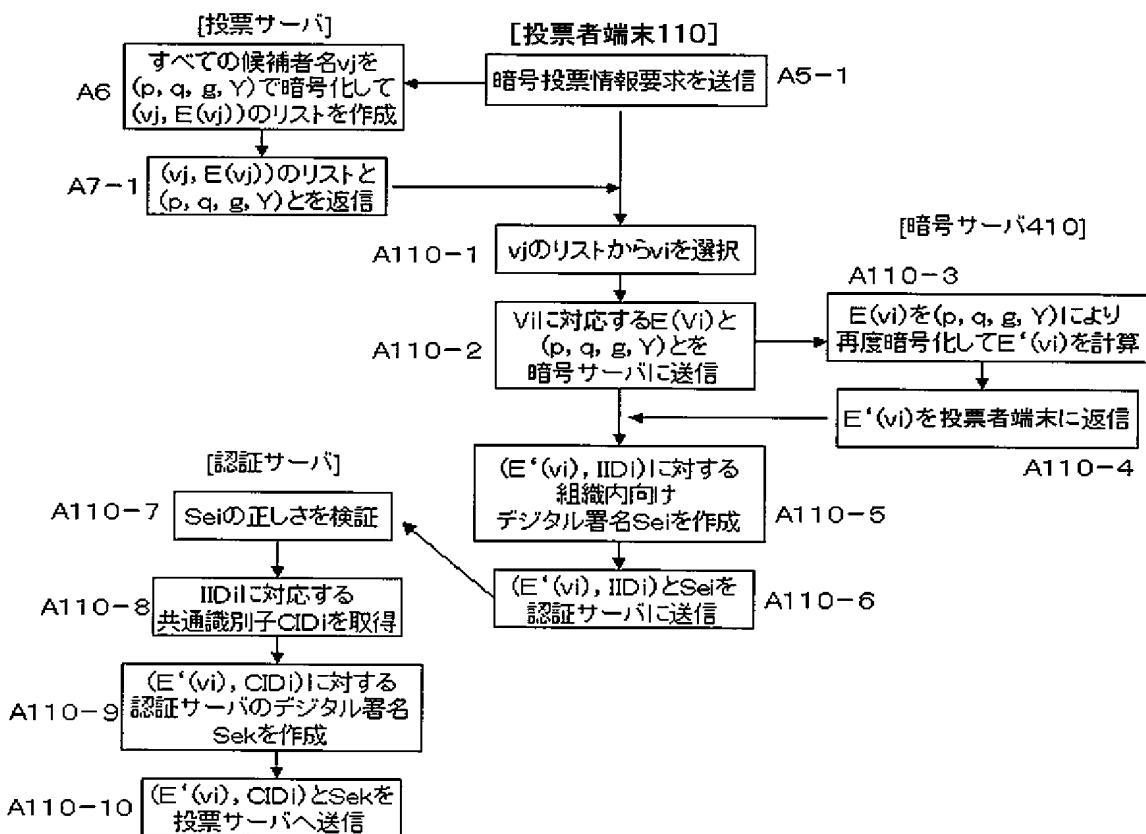 [投票サーバ]
すべての候補者名vjを
(p, q, g, Y)で暗号化して
(vj, E(vj))のリストを作成
A6
[投票者端末110]
暗号投票情報要求を送信
A5-1
A7-1
(vj, E(vj))のリストと
(p, q, g, Y)とを返信
A110-1
vjのリストからviを選択
[暗号サーバ410]
A110-3
E(vi)を(p, q, g, Y)により
再度暗号化してE‘(vi)を計算
A110-2
Viに対応するE(Vi)と
(p, q, g, Y)とを
暗号サーバに送信
E‘(vi)を投票者端末に返信
A110-4
(E‘(vi), IIDi)に対する
組織内向け
デジタル署名Seiを作成
A110-5
[認証サーバ]
A110-7
Seiの正しさを検証
(E‘(vi), IIDi)とSeiを
認証サーバに送信
A110-6
A110-8
IIDiに対応する
共通識別子CIDiを取得
A110-9
(E‘(vi), CIDi)に対する
認証サーバのデジタル署名
Sekを作成
A110-10
(E‘(vi), CIDi)とSekを
投票サーバへ送信